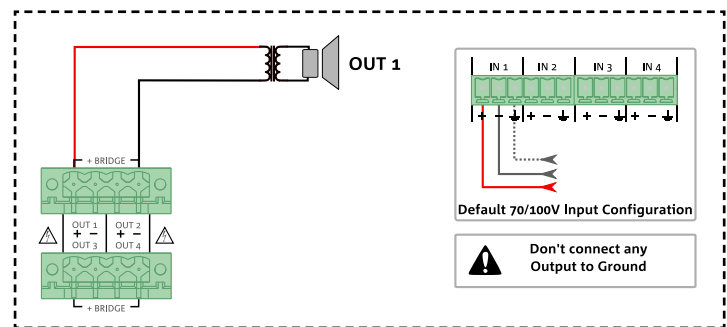 OUT 1
IN 1 IN 2 IN 3 IN 4
+ - + - + - + -
Default 70/100V Input Configuration
+ BRIDGE
OUT 1 OUT 2
+ - + -
OUT 3 OUT 4
+ BRIDGE
Don't connect any
Output to Ground